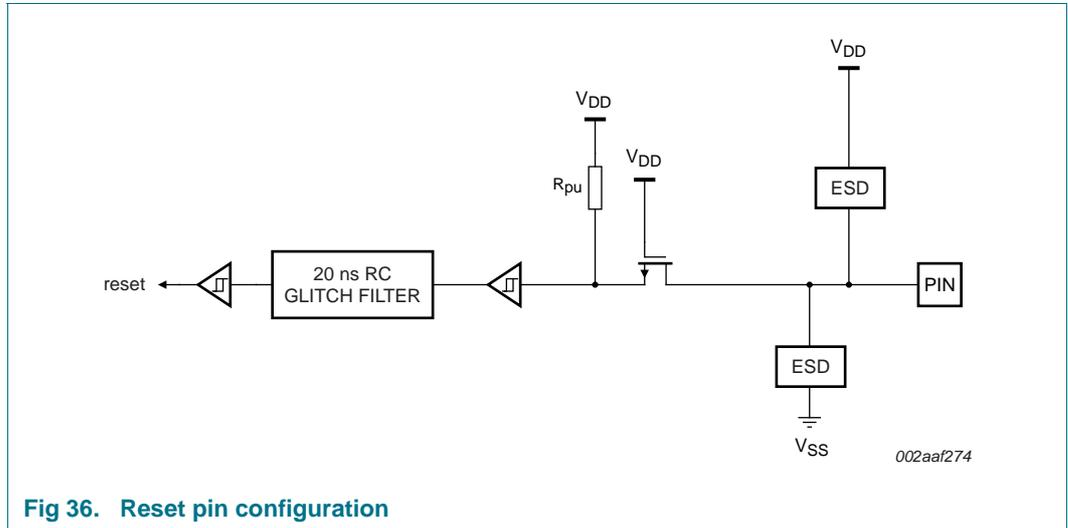 VDD
VDD
VDD
Rpu
ESD
reset
20 ns RC
GLITCH FILTER
PIN
ESD
VSS
002aaf274
Fig 36. Reset pin configuration